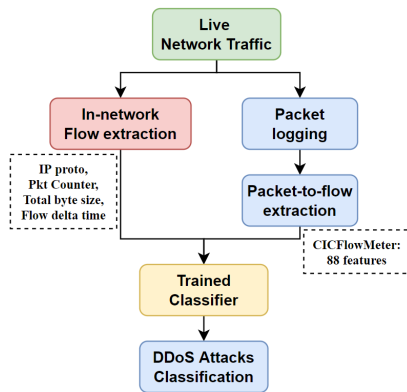 Live
Network Traffic
In-network
Flow extraction
Packet
logging
IP proto,
Pkt Counter,
Total byte size,
Flow delta time
Packet-to-flow
extraction
CICFlowMeter:
88 features
Trained
Classifier
DDoS Attacks
Classification